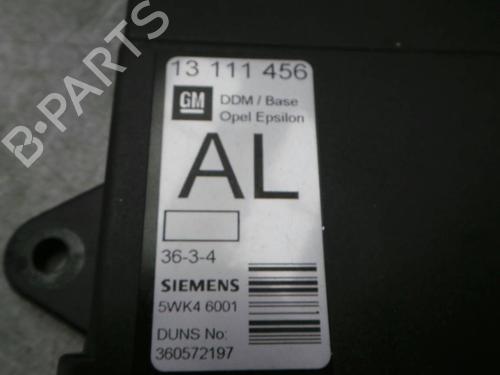 13 111 456
GM
DDM / Base
Opel Epsilon
AL
36-3-4
SIEMENS
5WK4 6001
DUNS No:
360572197
B-PARTS